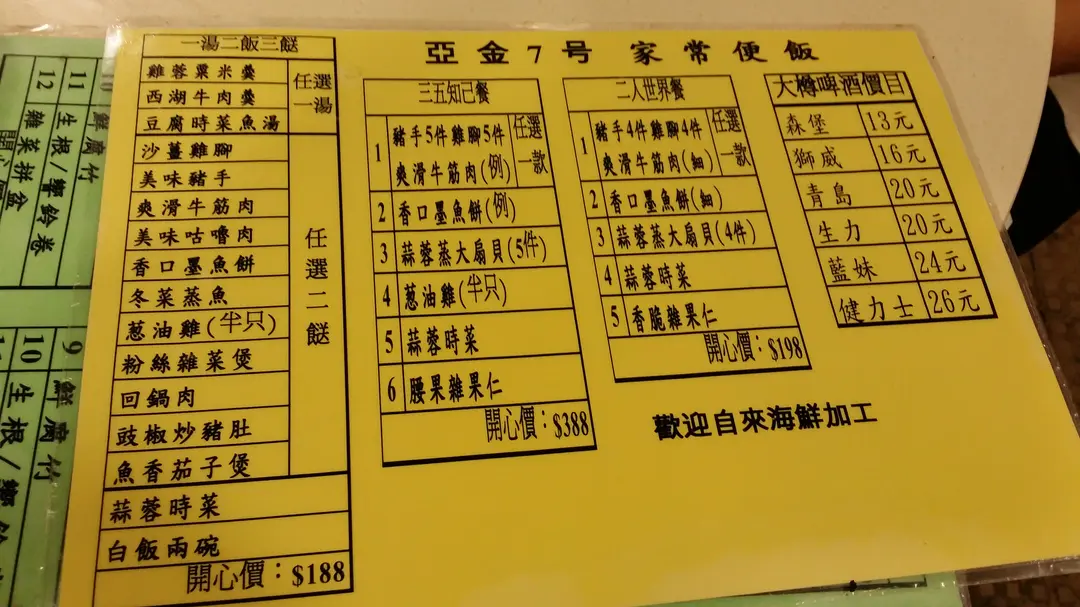 亞金7号 家常便飯
一湯二飯三餸
雞蓉粟米羹
西湖牛肉羹
豆腐時菜魚湯
任選一湯
沙薑雞腳
美味豬手
爽滑牛筋肉
美味咕嚕肉
香口墨魚餅
冬菜蒸魚
蔥油雞(半只)
粉絲雜菜煲
回鍋肉
豉椒炒豬肚
魚香茄子煲
任選二餸
蒜蓉時菜
白飯兩碗
開心價：$188
三五知己餐
1 豬手5件雞腳5件
爽滑牛筋肉(例)
任選一款
2 香口墨魚餅(例)
3 蒜蓉蒸大扇貝(5件)
4 蔥油雞(半只)
5 蒜蓉時菜
6 腰果雜果仁
開心價：$388
二人世界餐
1 豬手4件雞腳4件
爽滑牛筋肉(細)
任選一款
2 香口墨魚餅(細)
3 蒜蓉蒸大扇貝(4件)
4 蒜蓉時菜
5 香脆雜果仁
開心價：$198
大樽啤酒價目
森堡 13元
獅威 16元
青島 20元
生力 20元
藍妹 24元
健力士 26元
歡迎自來海鮮加工
鮮腐竹
11 生根/響鈴卷
12 雜菜拼盆
9 鮮腐竹
10 生根/響鈴